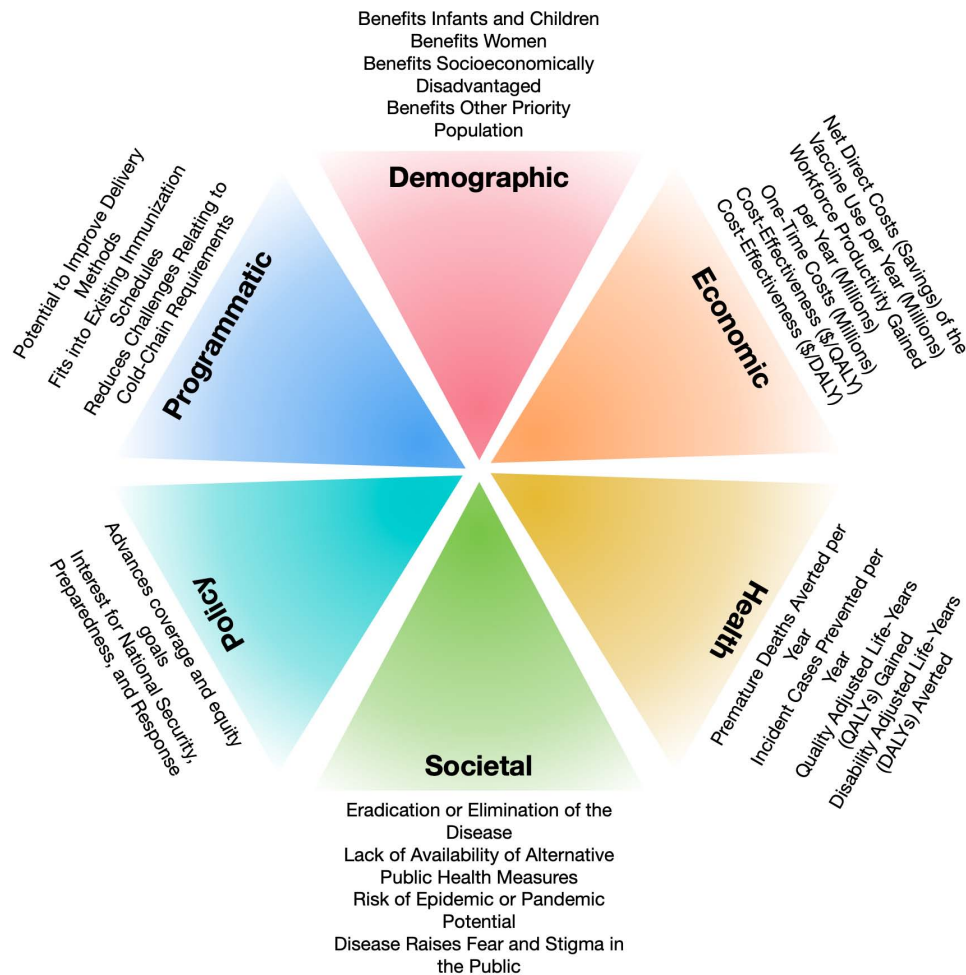 Benefits Infants and Children
Benefits Women
Benefits Socioeconomically
Disadvantaged
Benefits Other Priority
Population
Demographic
Net Direct Costs (Savings) of the
Vaccine Use per Year (Millions)
Workforce Productivity Gained
per Year (Millions)
One-Time Costs (Millions)
Cost-Effectiveness ($/QALY)
Cost-Effectiveness ($/DALY)
Economic
Health
Premature Deaths Averted per
Year
Incident Cases Prevented per
Year
Quality Adjusted Life-Years
(QALYs) Gained
Disability Adjusted Life-Years
(DALYs) Averted
Societal
Eradication or Elimination of the
Disease
Lack of Availability of Alternative
Public Health Measures
Risk of Epidemic or Pandemic
Potential
Disease Raises Fear and Stigma in
the Public
Policy
Advances coverage and equity
goals
Interest for National Security,
Preparedness, and Response
Potential to Improve Delivery
Methods
Fits into Existing Immunization
Schedules
Reduces Challenges Relating to
Cold-Chain Requirements
Programmatic